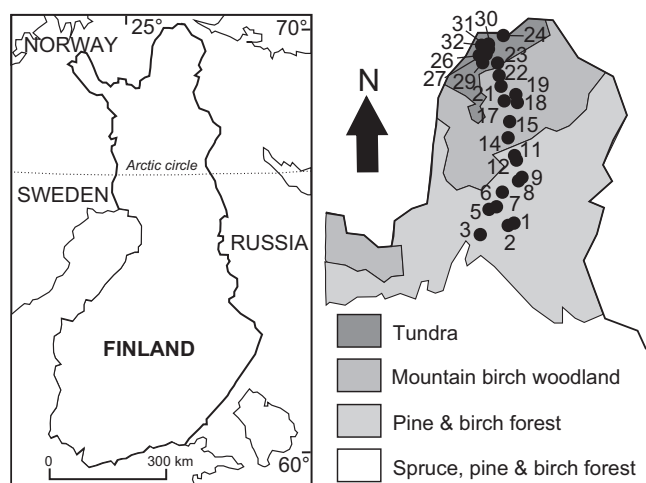 NORWAY
25°
70°
Arctic circle
SWEDEN
RUSSIA
FINLAND
0 300 km
60°
N
30
31
24
32
23
26
22
27 29
19
21
18
17
15
14
11
12
9
6
8
7
5
1
3
2
Tundra
Mountain birch woodland
Pine & birch forest
Spruce, pine & birch forest